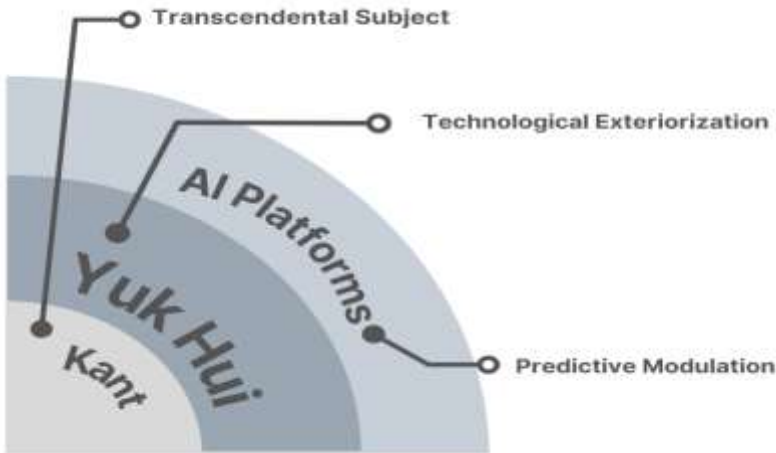 Transcendental Subject
Technological Exteriorization
AI Platforms
Yuk Hui
Kant
Predictive Modulation